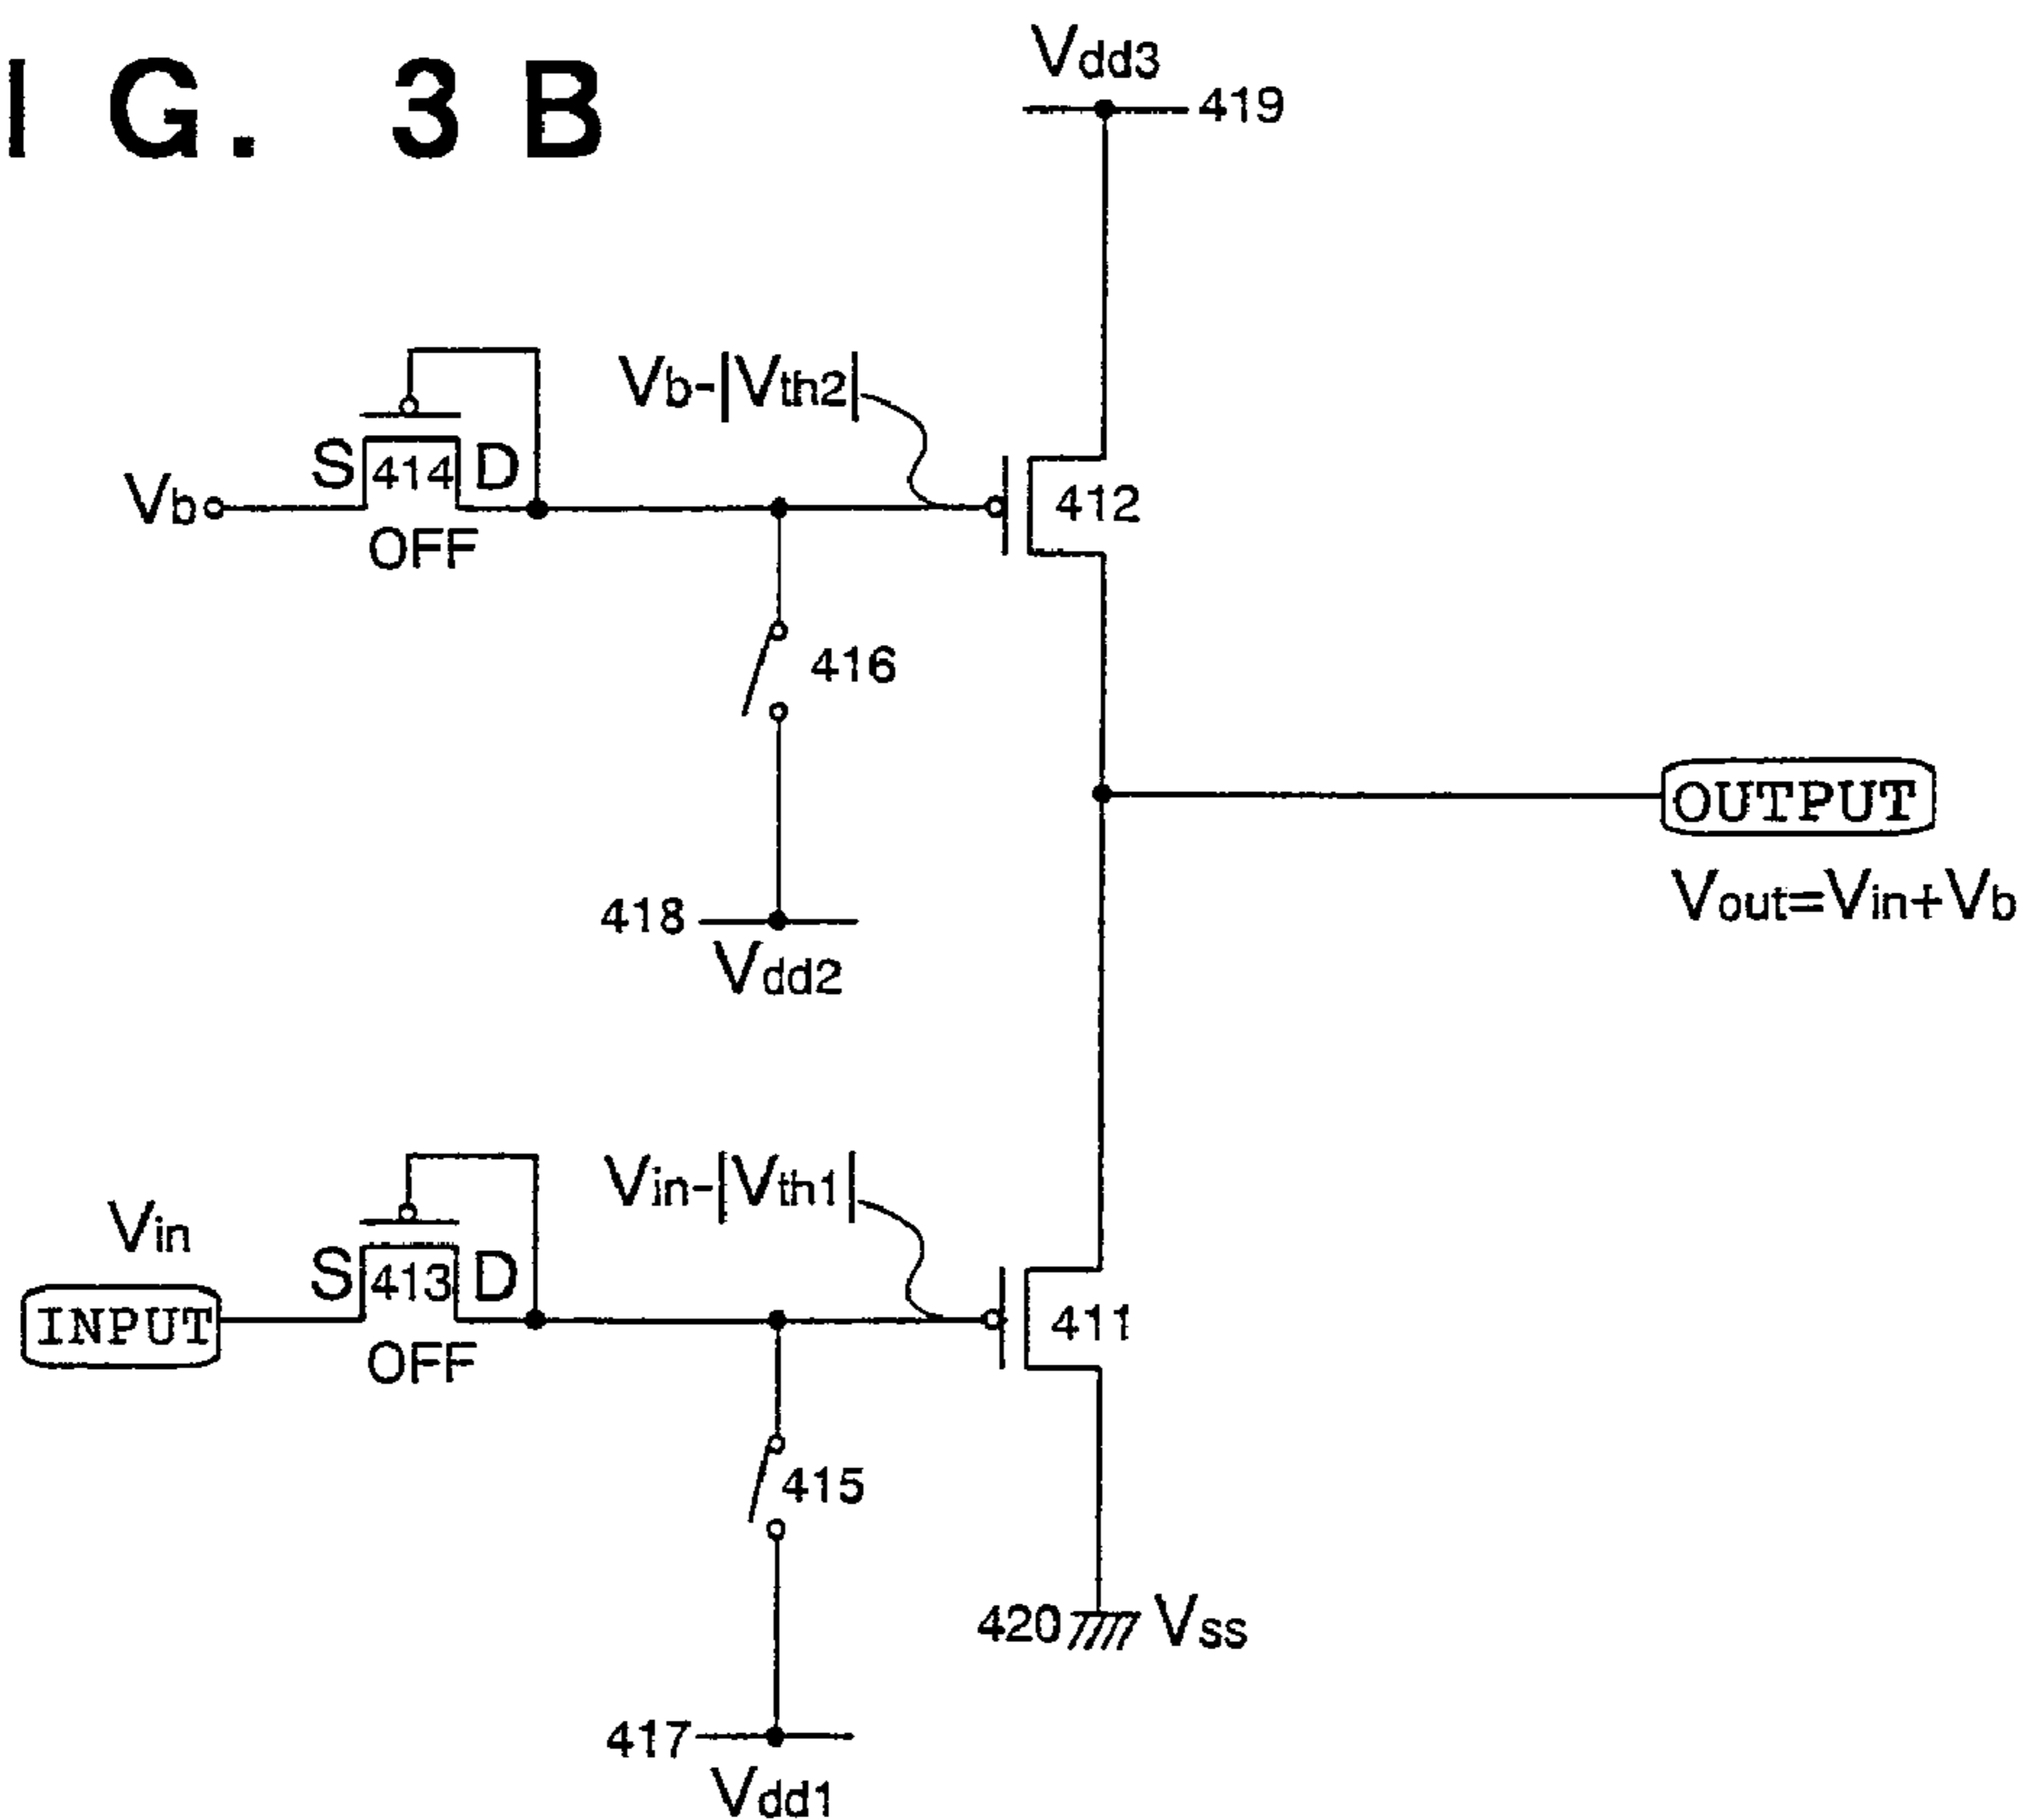 I G. 3 B
Vdd3
419
Vb-|Vth2|
S 414 D
Vb
OFF
412
416
OUTPUT
Vout=Vin+Vb
418
Vdd2
Vin-|Vth1|
Vin
S 413 D
INPUT
OFF
411
415
420 Vss
417
Vdd1